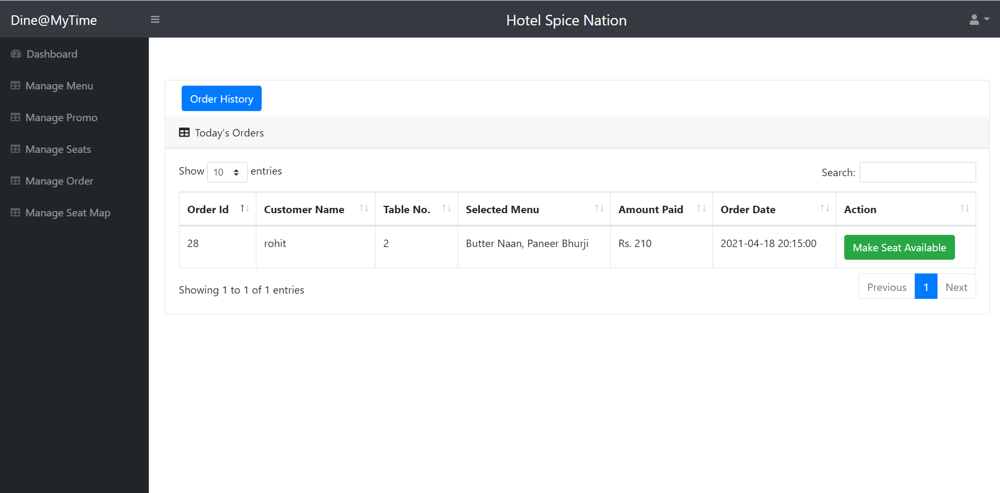 Dine@MyTime
Hotel Spice Nation
Dashboard
Manage Menu
Manage Promo
Manage Seats
Manage Order
Manage Seat Map
Order History
Today's Orders
Show 10 entries
Search:
Order Id Customer Name Table No. Selected Menu Amount Paid Order Date Action
28 rohit 2 Butter Naan, Paneer Bhurji Rs. 210 2021-04-18 20:15:00 Make Seat Available
Showing 1 to 1 of 1 entries
Previous 1 Next